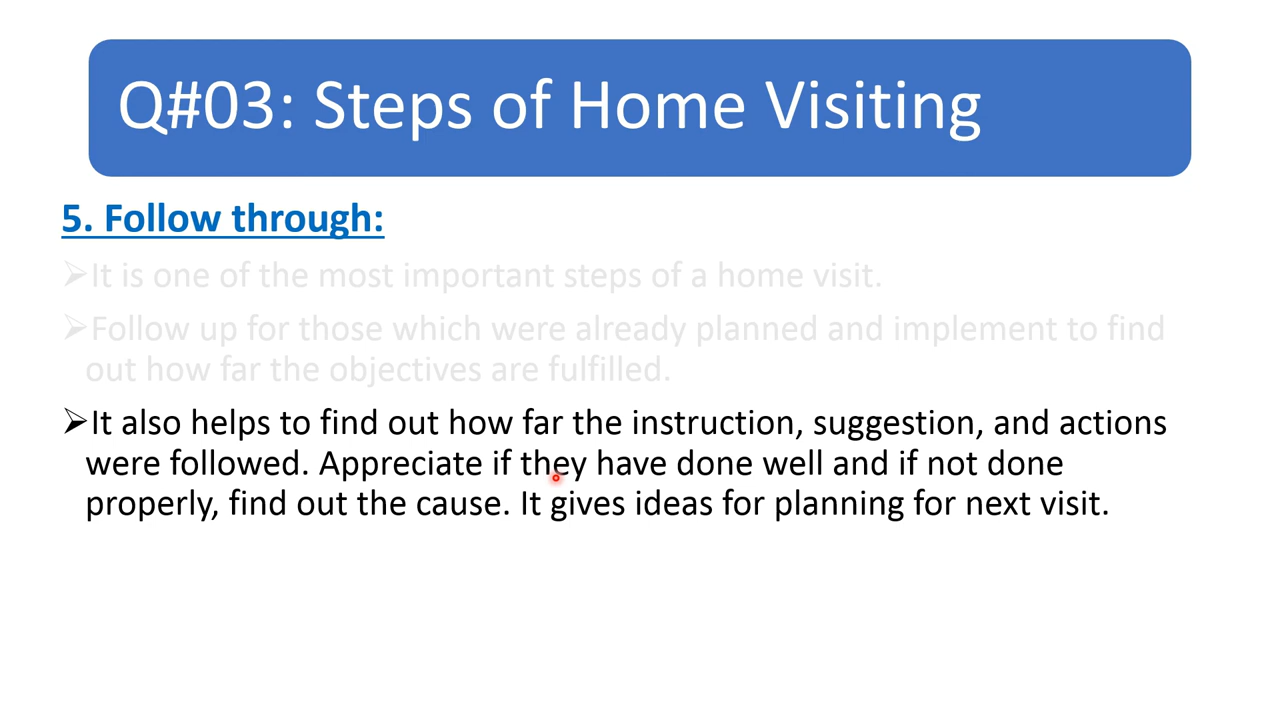 Q#03: Steps of Home Visiting
5. Follow through:
➢It is one of the most important steps of a home visit.
➢Follow up for those which were already planned and implement to find
out how far the objectives are fulfilled.
➢It also helps to find out how far the instruction, suggestion, and actions
were followed. Appreciate if they have done well and if not done
properly, find out the cause. It gives ideas for planning for next visit.